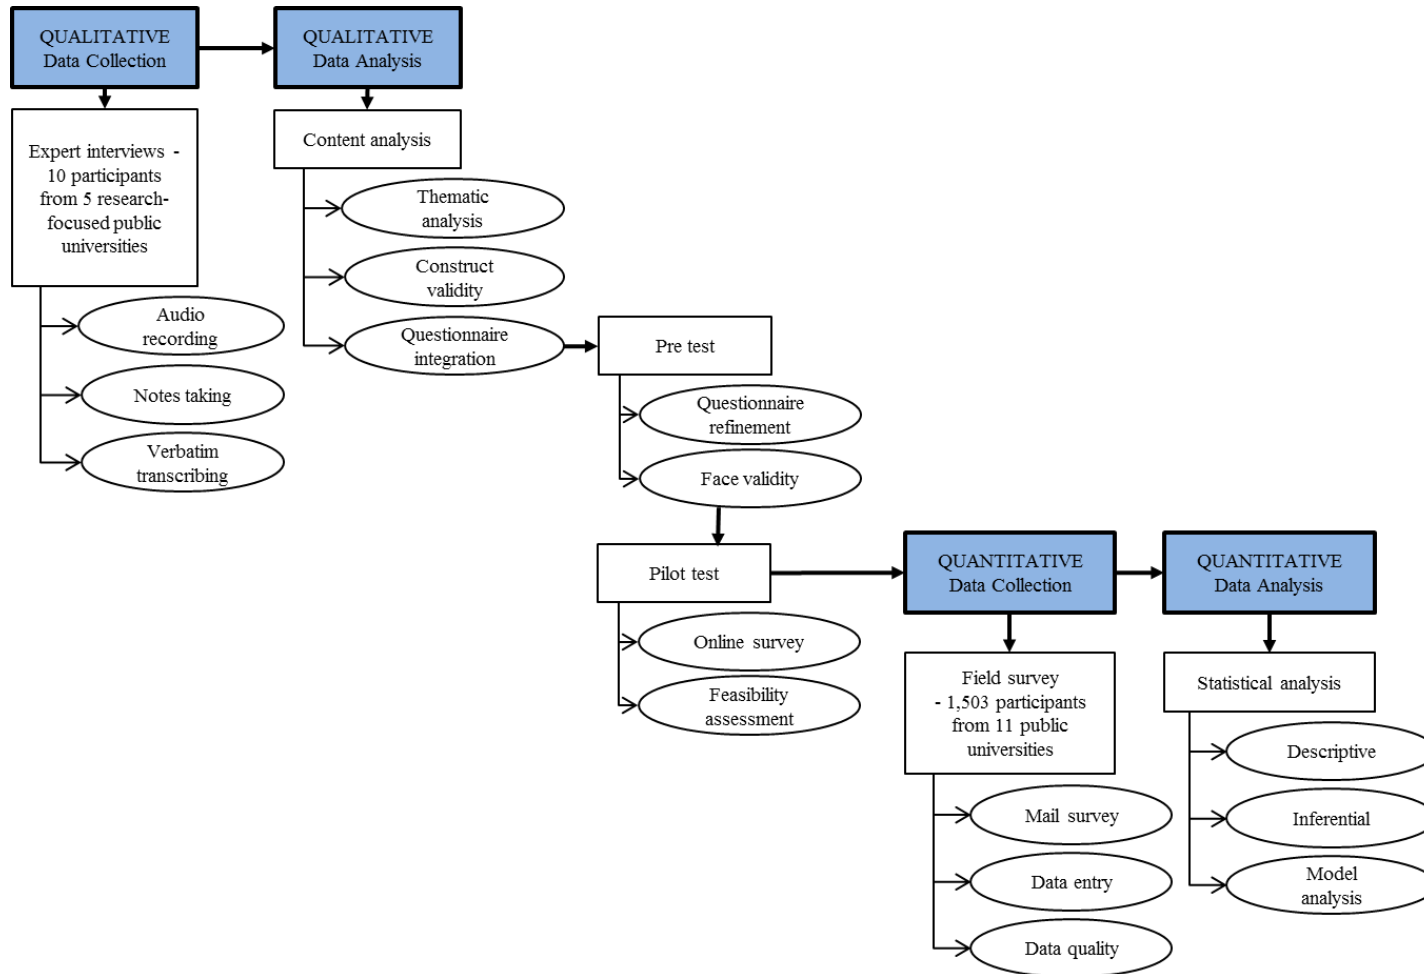 QUALITATIVE
Data Collection
QUALITATIVE
Data Analysis
Expert interviews -
10 participants
from 5 research-
focused public
universities
Audio
recording
Notes taking
Verbatim
transcribing
Content analysis
Thematic
analysis
Construct
validity
Questionnaire
integration
Pre test
Questionnaire
refinement
Face validity
Pilot test
Online survey
Feasibility
assessment
QUANTITATIVE
Data Collection
Field survey
- 1,503 participants
from 11 public
universities
Mail survey
Data entry
Data quality
QUANTITATIVE
Data Analysis
Statistical analysis
Descriptive
Inferential
Model
analysis